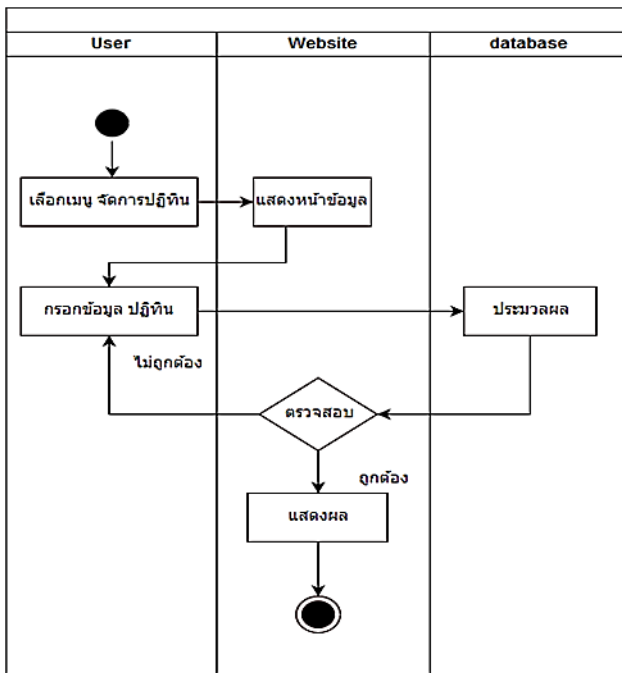 User
Website
database
เลือกเมนู จัดการปฏิทิน
แสดงหน้าข้อมูล
กรอกข้อมูล ปฏิทิน
ประมวลผล
ไม่ถูกต้อง
ตรวจสอบ
ถูกต้อง
แสดงผล